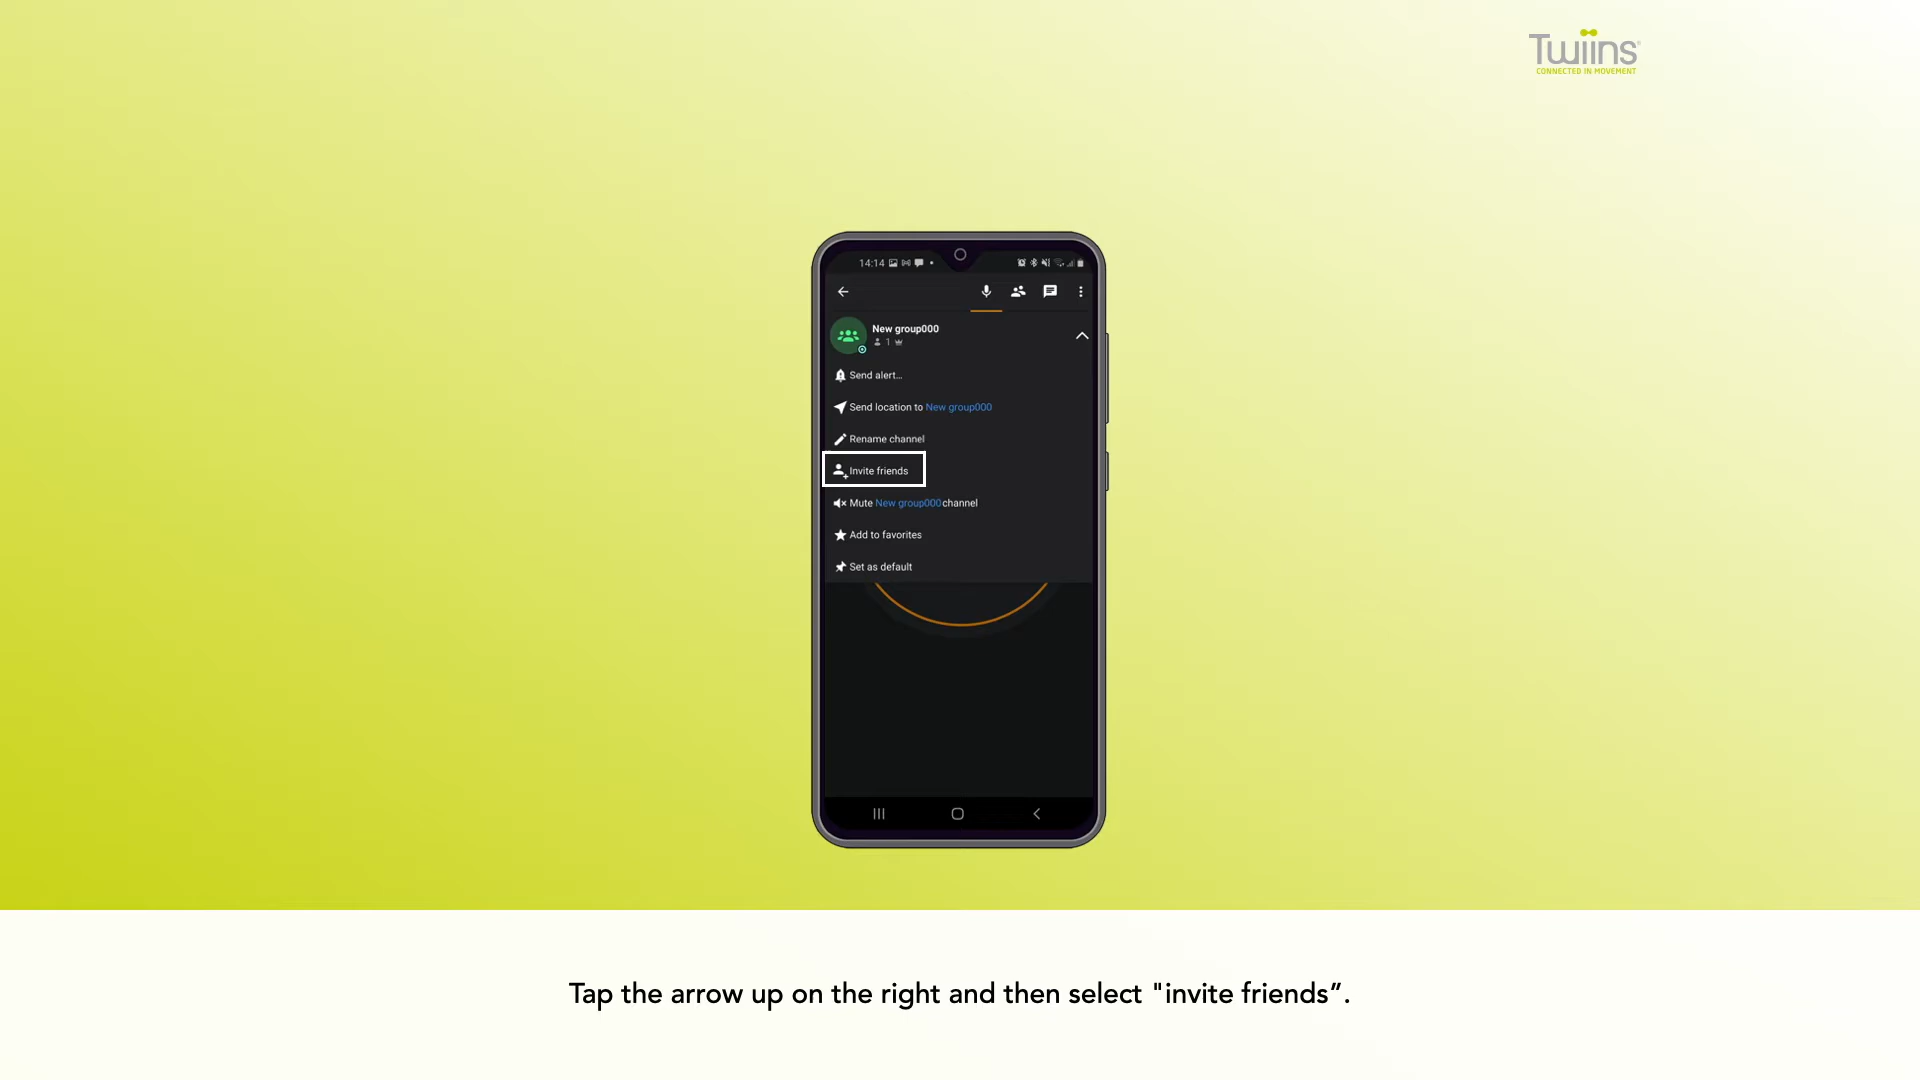 Twiins
CONNECTED IN MOVEMENT
14:14
New group000
1
Send alert...
Send location to New group000
Rename channel
Invite friends
Mute New group000 channel
Add to favorites
Set as default
Tap the arrow up on the right and then select "invite friends”.